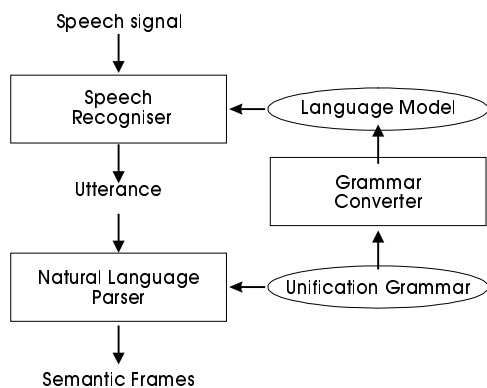 Speech signal
Speech
Recogniser
Language Model
Utterance
Grammar
Converter
Natural Language
Parser
Unification Grammar
Semantic Frames